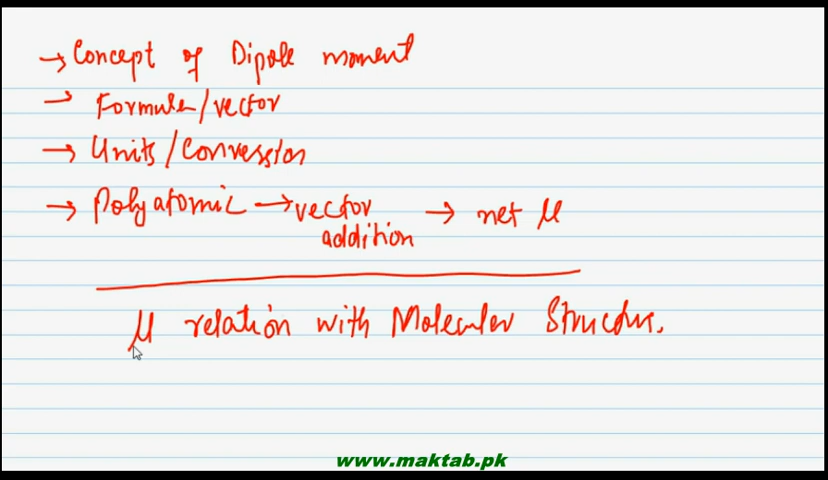 → Concept of Dipole moment
→ Formula/vector
→ Units/Conversion
→ Polyatomic → vector addition → net μ
μ relation with Molecular Structure.
www.maktab.pk